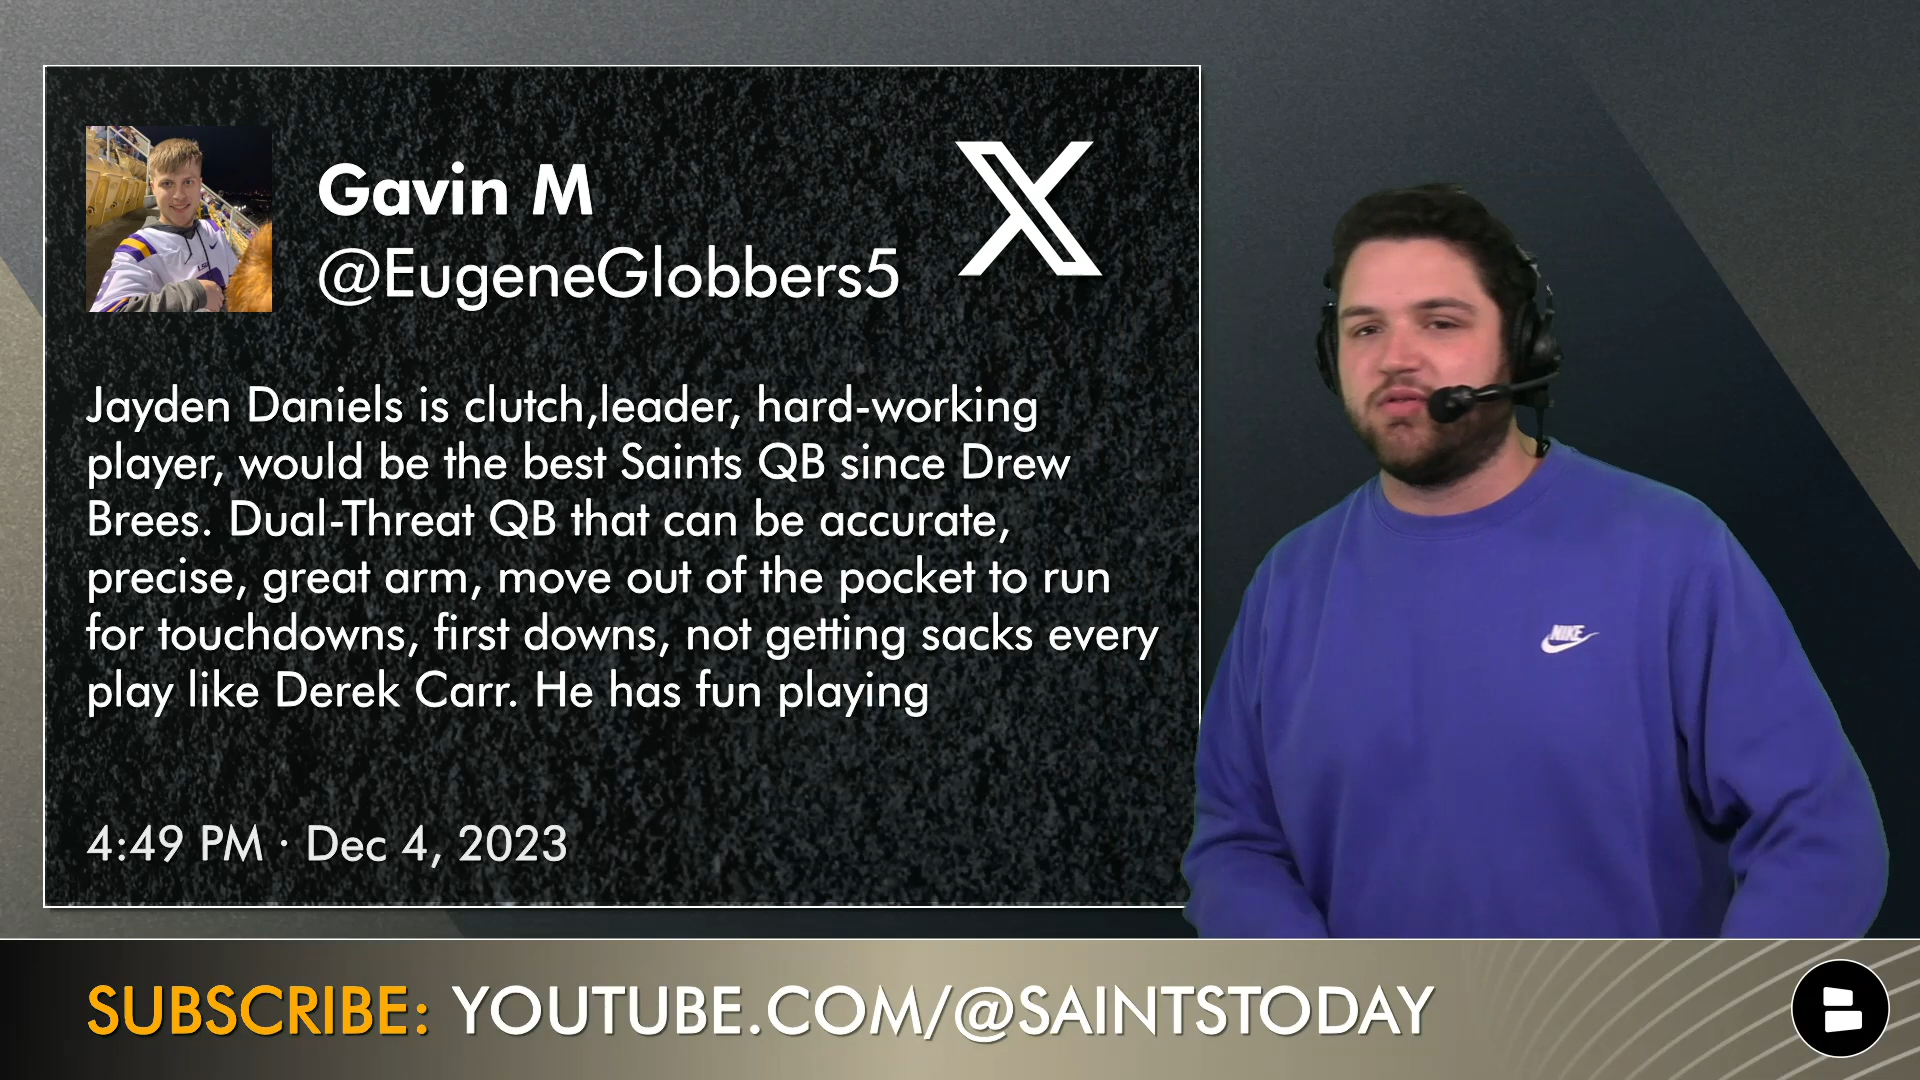 Gavin M
@EugeneGlobbers5
Jayden Daniels is clutch,leader, hard-working
player, would be the best Saints QB since Drew
Brees. Dual-Threat QB that can be accurate,
precise, great arm, move out of the pocket to run
for touchdowns, first downs, not getting sacks every
play like Derek Carr. He has fun playing
4:49 PM · Dec 4, 2023
NIKE
SUBSCRIBE: YOUTUBE.COM/@SAINTSTODAY